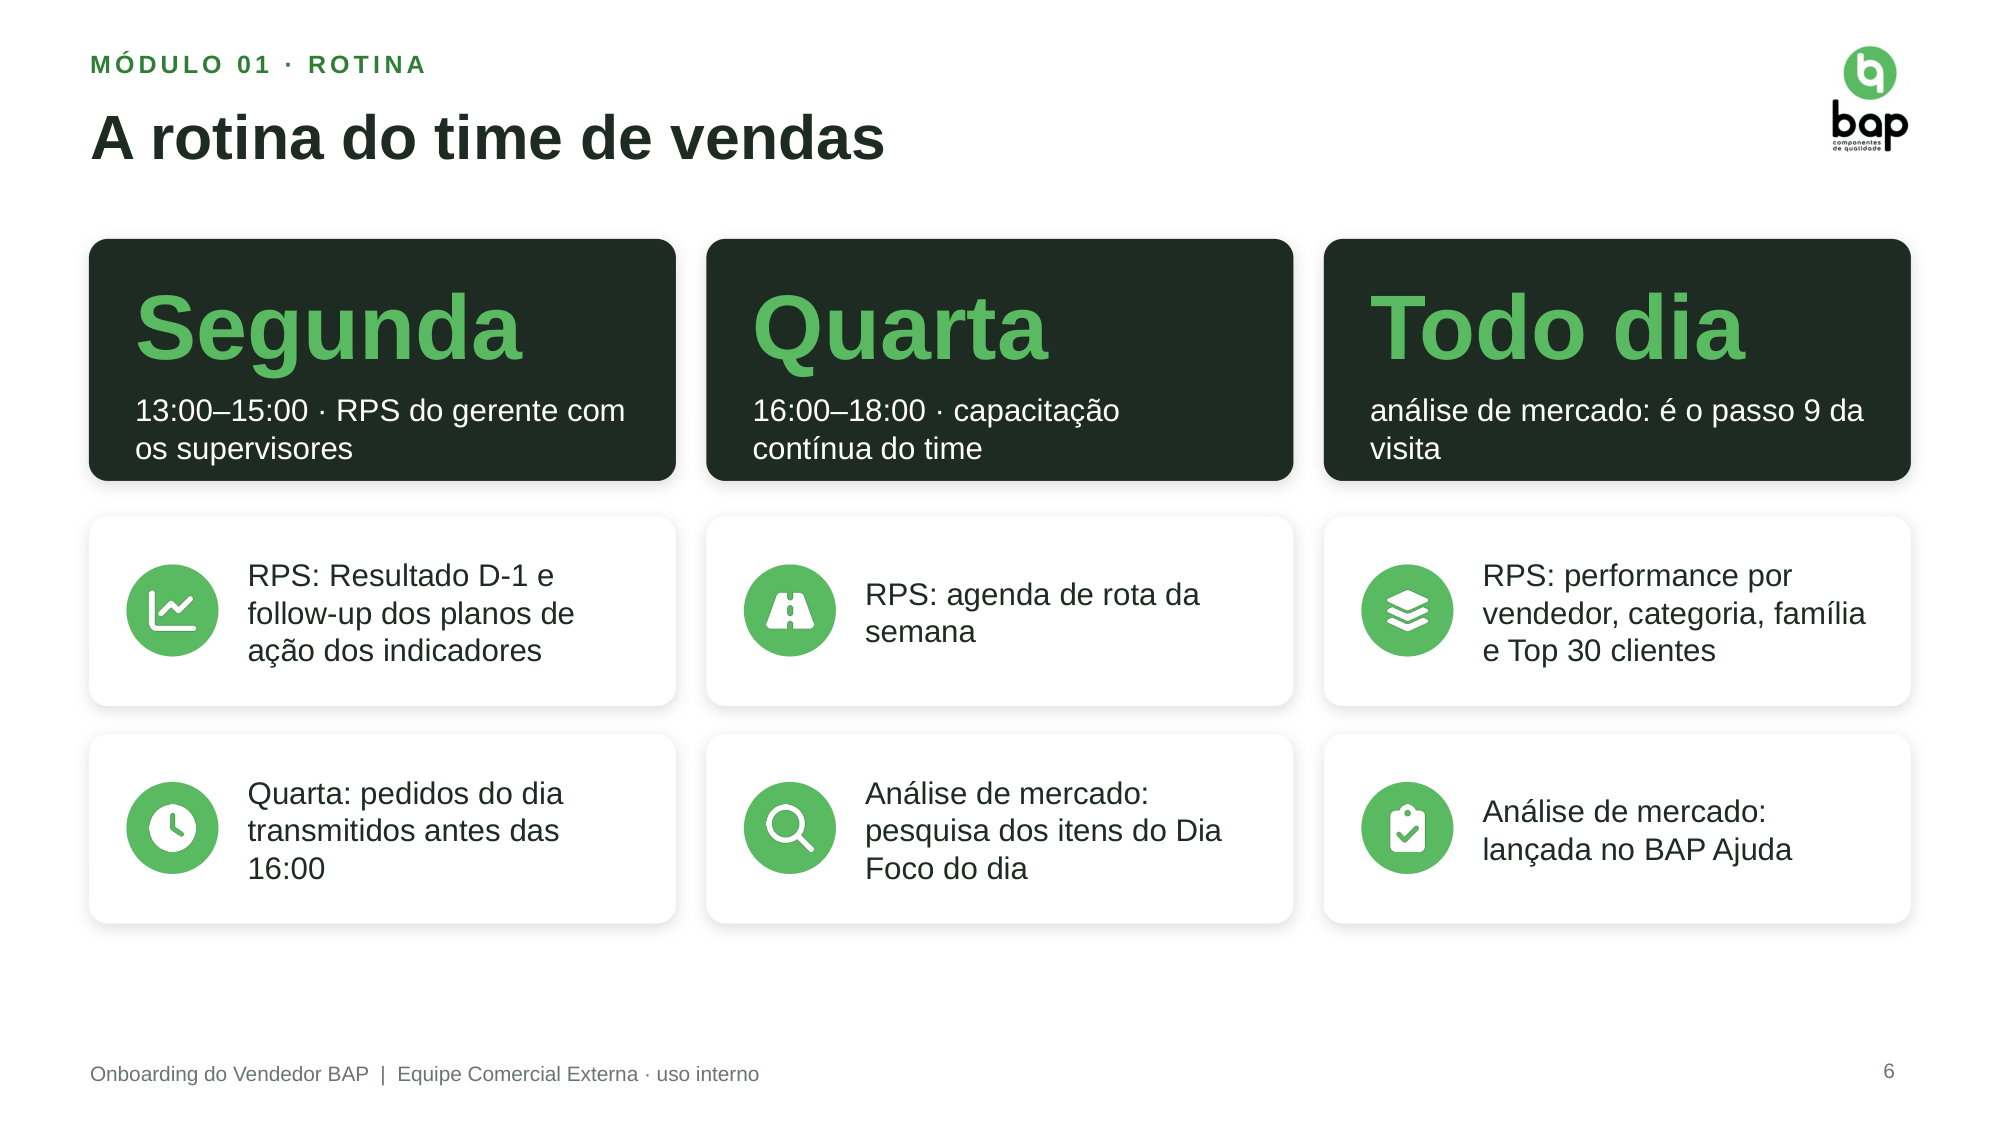 MÓDULO 01 · ROTINA
A rotina do time de vendas
bap
componentes
de qualidade
Segunda
13:00–15:00 · RPS do gerente com
os supervisores
Quarta
16:00–18:00 · capacitação
contínua do time
Todo dia
análise de mercado: é o passo 9 da
visita
RPS: Resultado D-1 e
follow-up dos planos de
ação dos indicadores
RPS: agenda de rota da
semana
RPS: performance por
vendedor, categoria, família
e Top 30 clientes
Quarta: pedidos do dia
transmitidos antes das
16:00
Análise de mercado:
pesquisa dos itens do Dia
Foco do dia
Análise de mercado:
lançada no BAP Ajuda
Onboarding do Vendedor BAP | Equipe Comercial Externa · uso interno
6